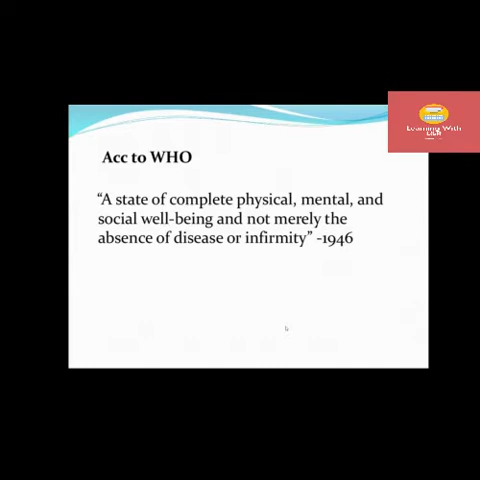 Learning With
Acc to WHO
“A state of complete physical, mental, and
social well-being and not merely the
absence of disease or infirmity” -1946